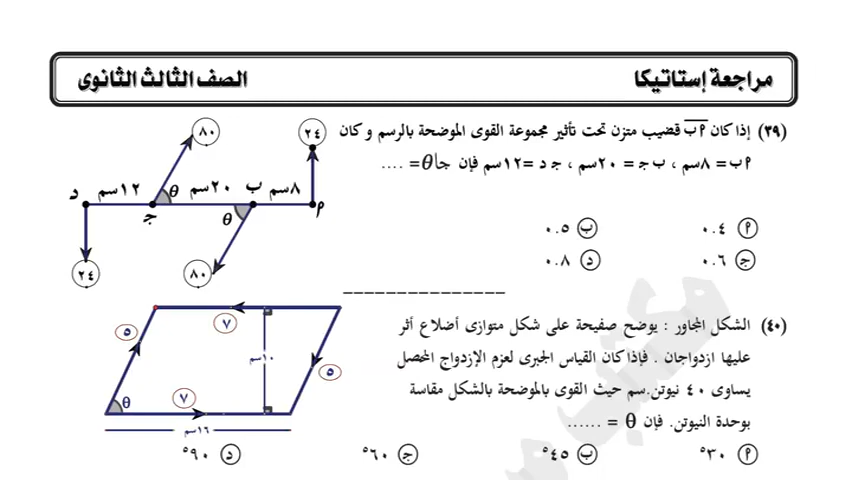 مراجعة إستاتيكا
الصف الثالث الثانوى
(٣٩) إذا كان م ب قضيب متزن تحت تأثير مجموعة القوى الموضحة بالرسم و كان
م ب = ٨سم ، ب جـ = ٢٠سم ، جـ د =١٢سم فإن جاθ = ....
م ٠.٤
ب ٠.٥
جـ ٠.٦
د ٠.٨
٨٠
٢٤
د
١٢سم
θ
٢٠سم
ب
٨سم
جـ
θ
م
٢٤
٨٠
(٤٠) الشكل المجاور : يوضح صفيحة على شكل متوازى أضلاع أثر
عليها ازدواجان . فإذا كان القياس الجبرى لعزم الإزدواج المحصل
يساوى ٤٠ نيوتن.سم حيث القوى بالموضحة بالشكل مقاسة
بوحدة النيوتن. فإن θ = ......
م ٣٠°
ب ٤٥°
جـ ٦٠°
د ٩٠°
٥
٧
١٠سم
٥
θ
٧
١٦سم